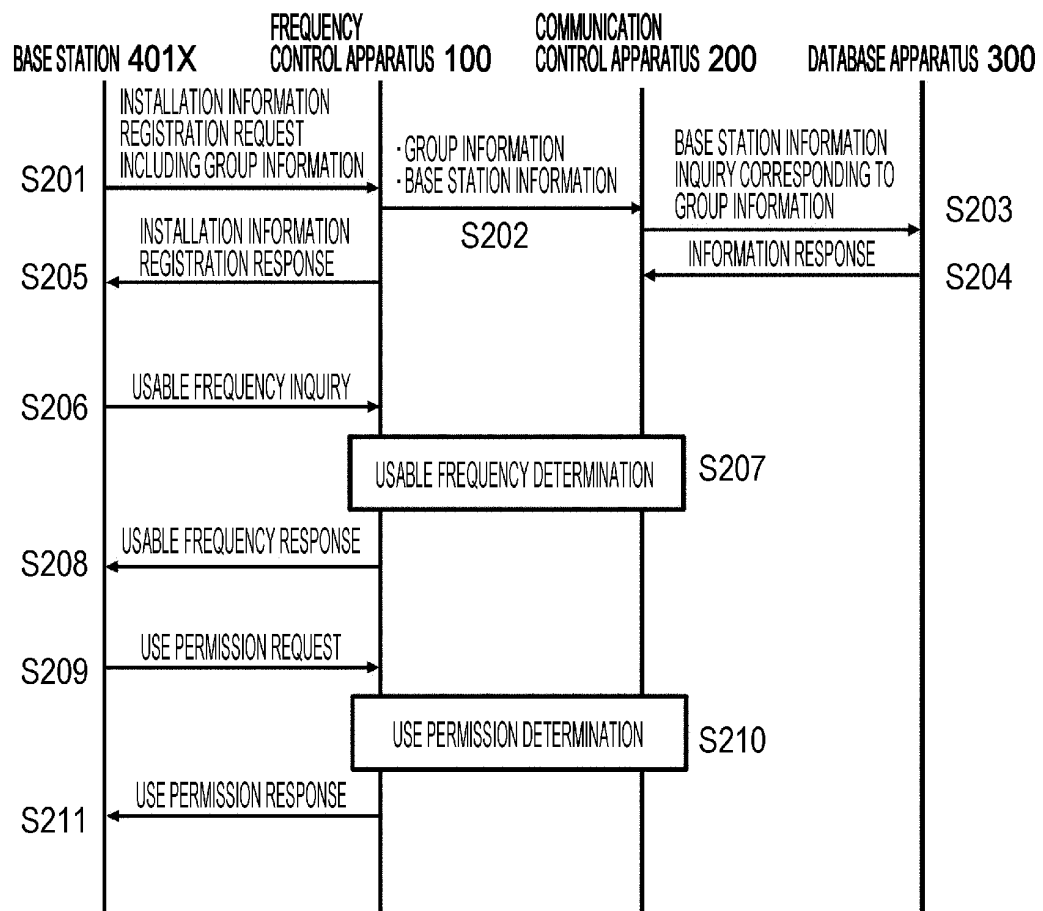 BASE STATION 401X
FREQUENCY
CONTROL APPARATUS 100
COMMUNICATION
CONTROL APPARATUS 200
DATABASE APPARATUS 300
S201
INSTALLATION INFORMATION
REGISTRATION REQUEST
INCLUDING GROUP INFORMATION
· GROUP INFORMATION
· BASE STATION INFORMATION
S202
BASE STATION INFORMATION
INQUIRY CORRESPONDING TO
GROUP INFORMATION
S203
INFORMATION RESPONSE
S204
INSTALLATION INFORMATION
REGISTRATION RESPONSE
S205
USABLE FREQUENCY INQUIRY
S206
USABLE FREQUENCY DETERMINATION
S207
USABLE FREQUENCY RESPONSE
S208
USE PERMISSION REQUEST
S209
USE PERMISSION DETERMINATION
S210
USE PERMISSION RESPONSE
S211